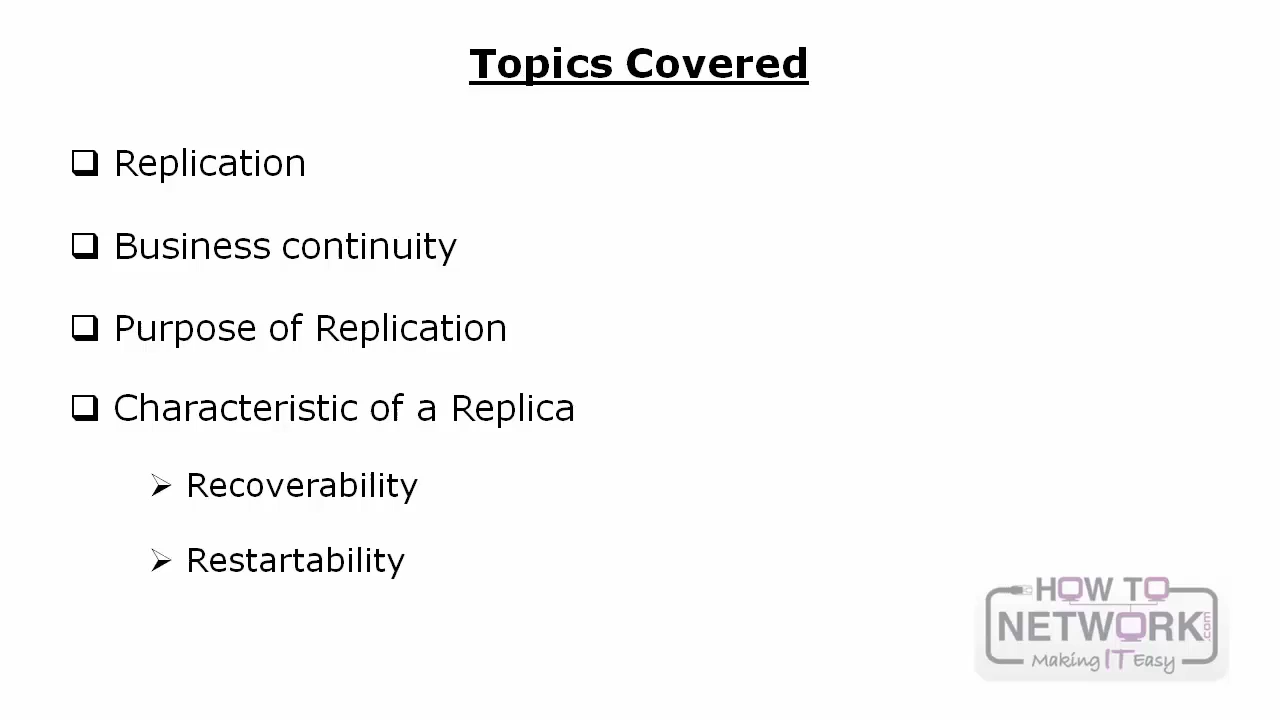 Topics Covered
Replication
Business continuity
Purpose of Replication
Characteristic of a Replica
Recoverability
Restartability
HOW TO
NETWORK.com
Making IT Easy